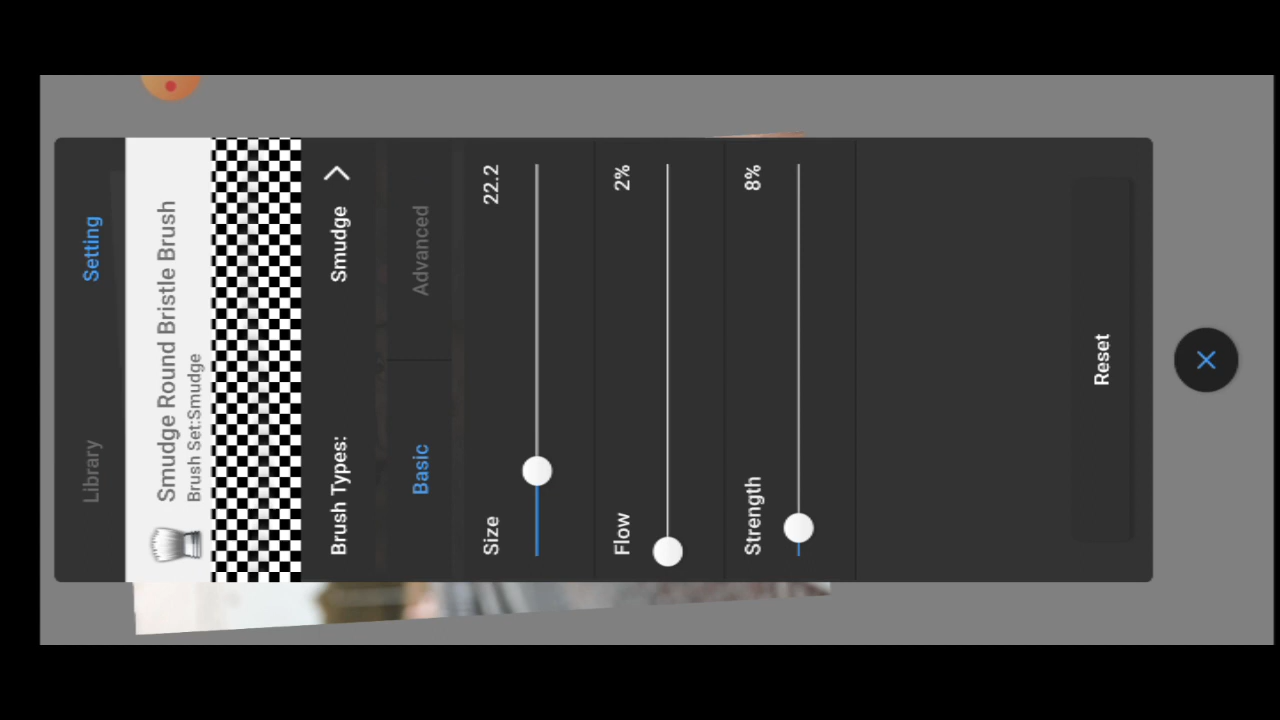 Library Setting
Smudge Round Bristle Brush
Brush Set:Smudge
Brush Types: Smudge
Basic Advanced
Size 22.2
Flow 2%
Strength 8%
Reset